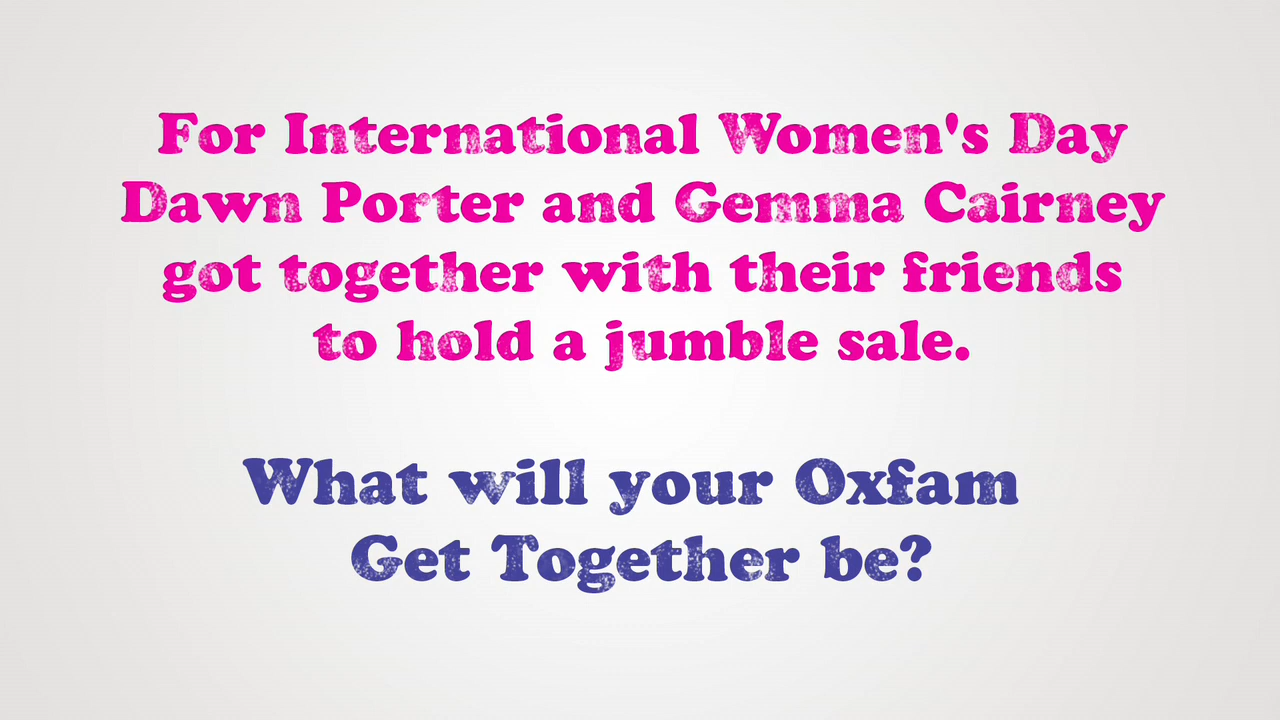 For International Women's Day
Dawn Porter and Gemma Cairney
got together with their friends
to hold a jumble sale.
What will your Oxfam
Get Together be?